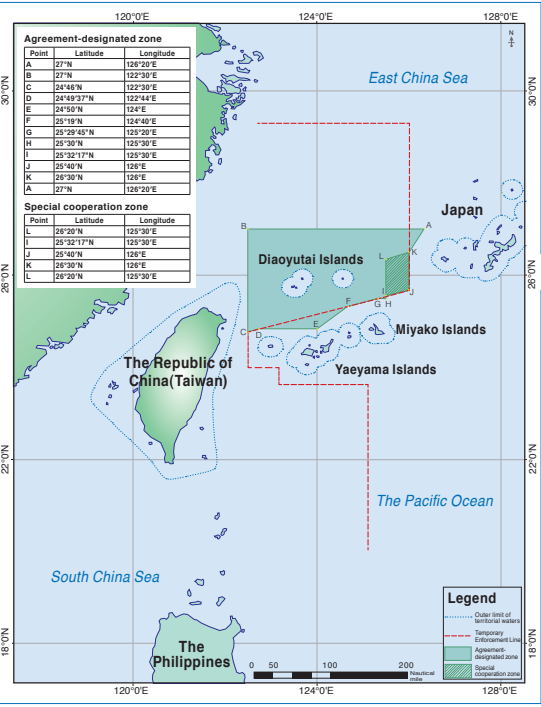 120°0'E 124°0'E 128°0'E
N
Agreement-designated zone
Point Latitude Longitude
A 27°N 126°20'E
B 27°N 122°30'E
C 24°46'N 122°30'E
D 24°49'37"N 122°44'E
E 24°50'N 124°E
F 25°19'N 124°40'E
G 25°29'45"N 125°20'E
H 25°30'N 125°30'E
I 25°32'17"N 125°30'E
J 25°40'N 126°E
K 26°30'N 126°E
A 27°N 126°20'E
Special cooperation zone
Point Latitude Longitude
L 26°20'N 125°30'E
I 25°32'17"N 125°30'E
J 25°40'N 126°E
K 26°30'N 126°E
L 26°20'N 125°30'E
East China Sea
30°0'N 30°0'N
Japan
B A
K
Diaoyutai Islands L
26°0'N 26°0'N
I J
F G H
C D E
Miyako Islands
The Republic of
China(Taiwan)
Yaeyama Islands
22°0'N 22°0'N
The Pacific Ocean
South China Sea
18°0'N 18°0'N
The
Philippines
0 50 100 200
Nautical
mile
Legend
Outer limit of
territorial waters
Temporary
Enforcement Line
Agreement-
designated zone
Special
cooperation zone
120°0'E 124°0'E 128°0'E